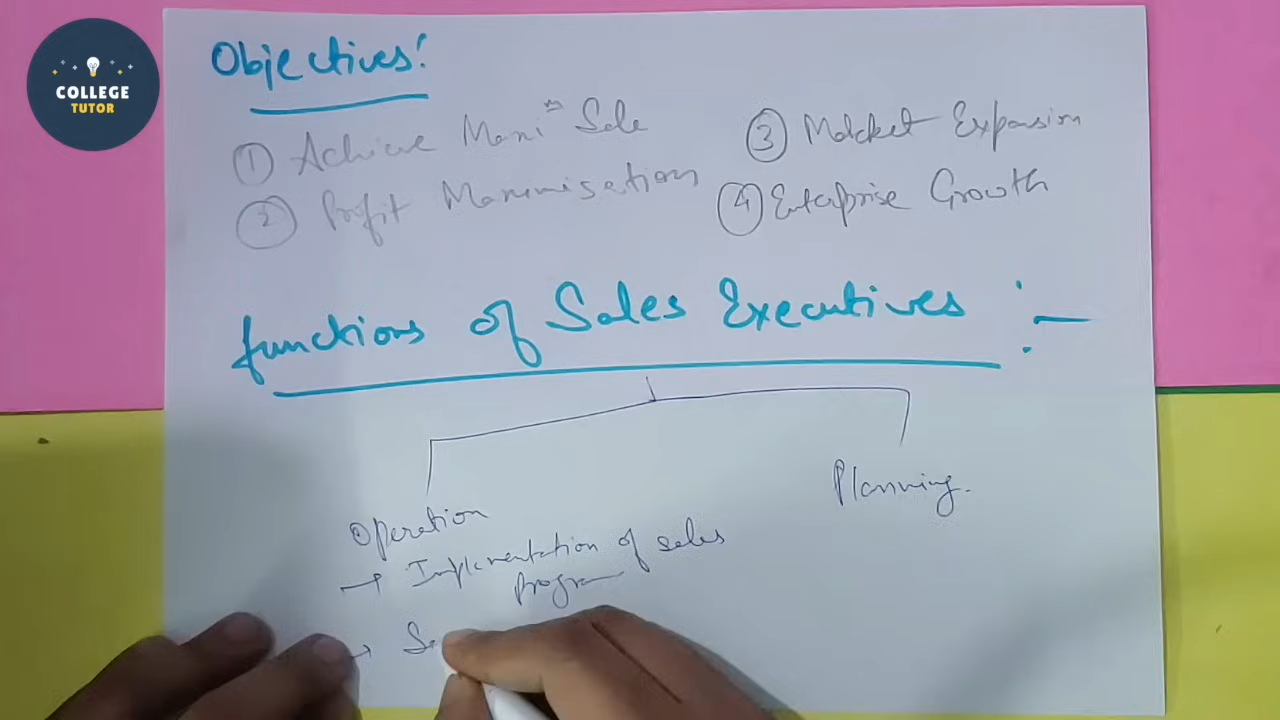 COLLEGE
TUTOR
Objectives!
① Achieve Maxi^m Sale
② Profit Maximisation
③ Market Expansion
④ Enterprise Growth
functions of Sales Executives :-
Operation
→ Implementation of sales
program
→ Se
Planning.